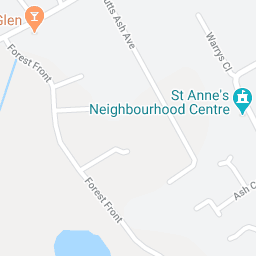 Glen
Forest Front
utts Ash Ave
Warrys Cl
St Anne's
Neighbourhood Centre
Ash C
Forest Front